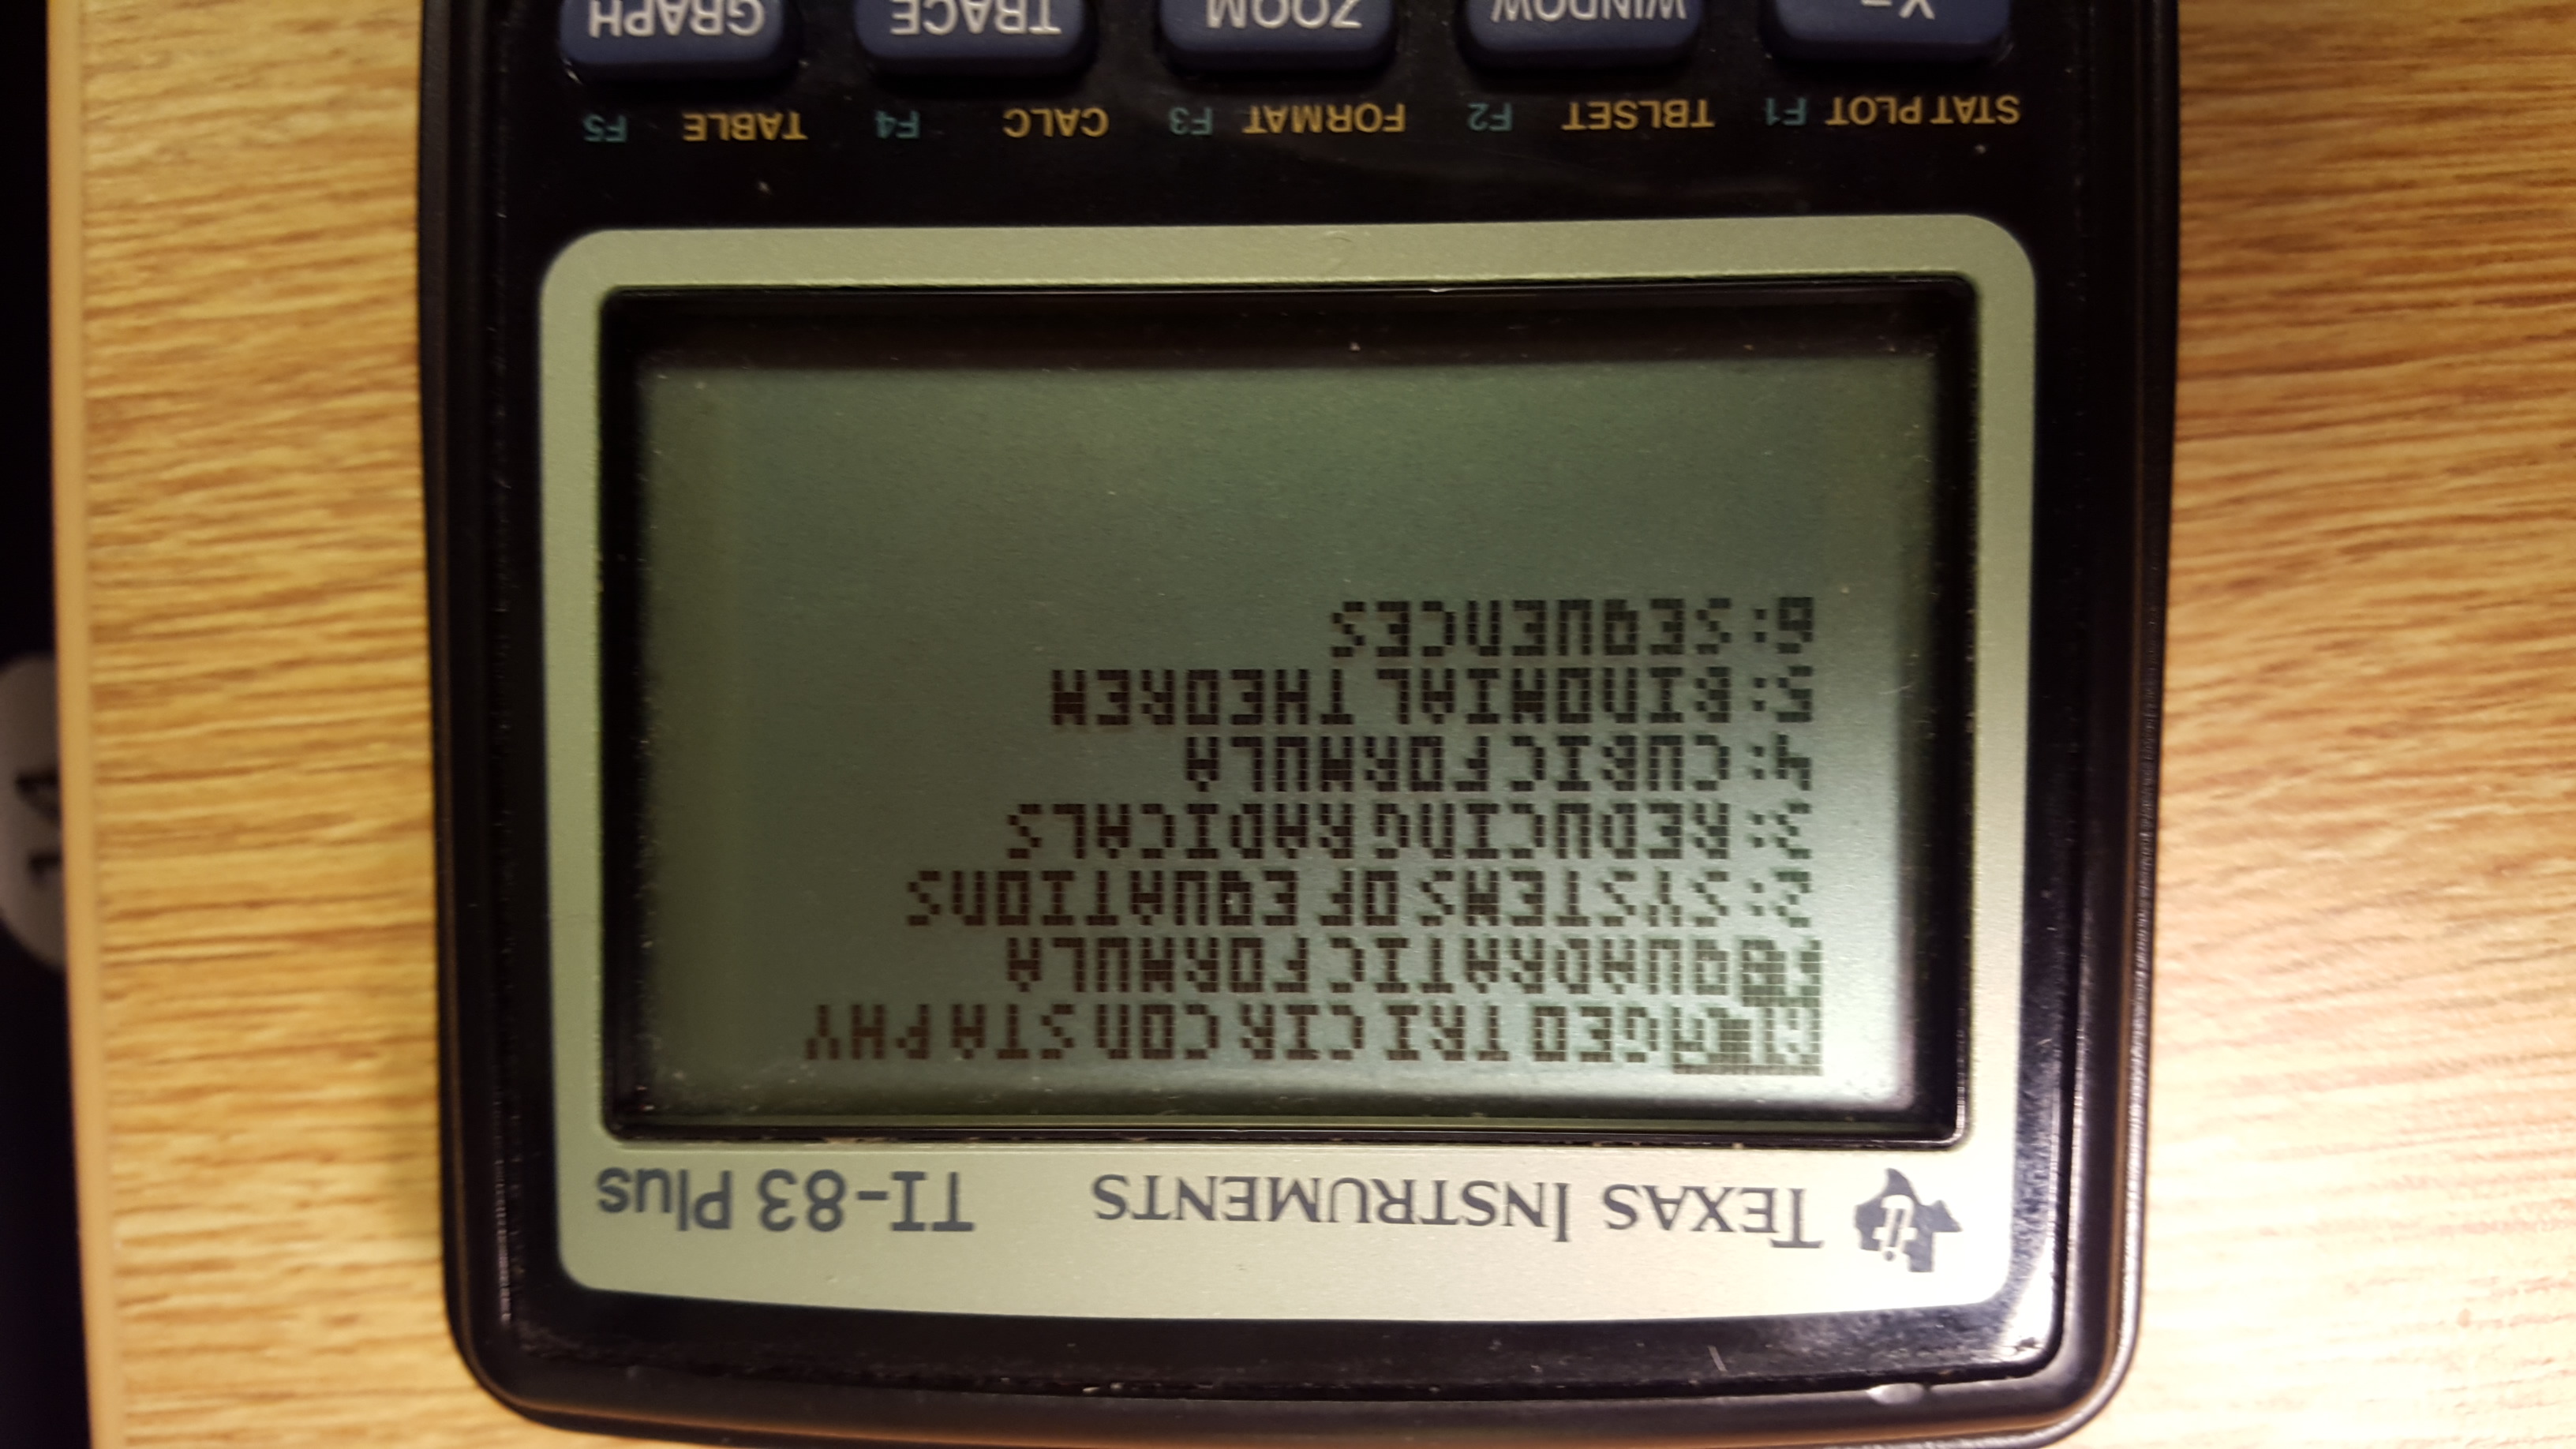 TEXAS INSTRUMENTS TI-83 Plus
ALG GEO TRI CIR CON STA PHY
1: QUADRATIC FORMULA
2: SYSTEMS OF EQUATIONS
3: REDUCING RADICALS
4: CUBIC FORMULA
5: BINOMIAL THEOREM
6: SEQUENCES
STAT PLOT F1 TBLSET F2 FORMAT F3 CALC F4 TABLE F5
Y= WINDOW ZOOM TRACE GRAPH